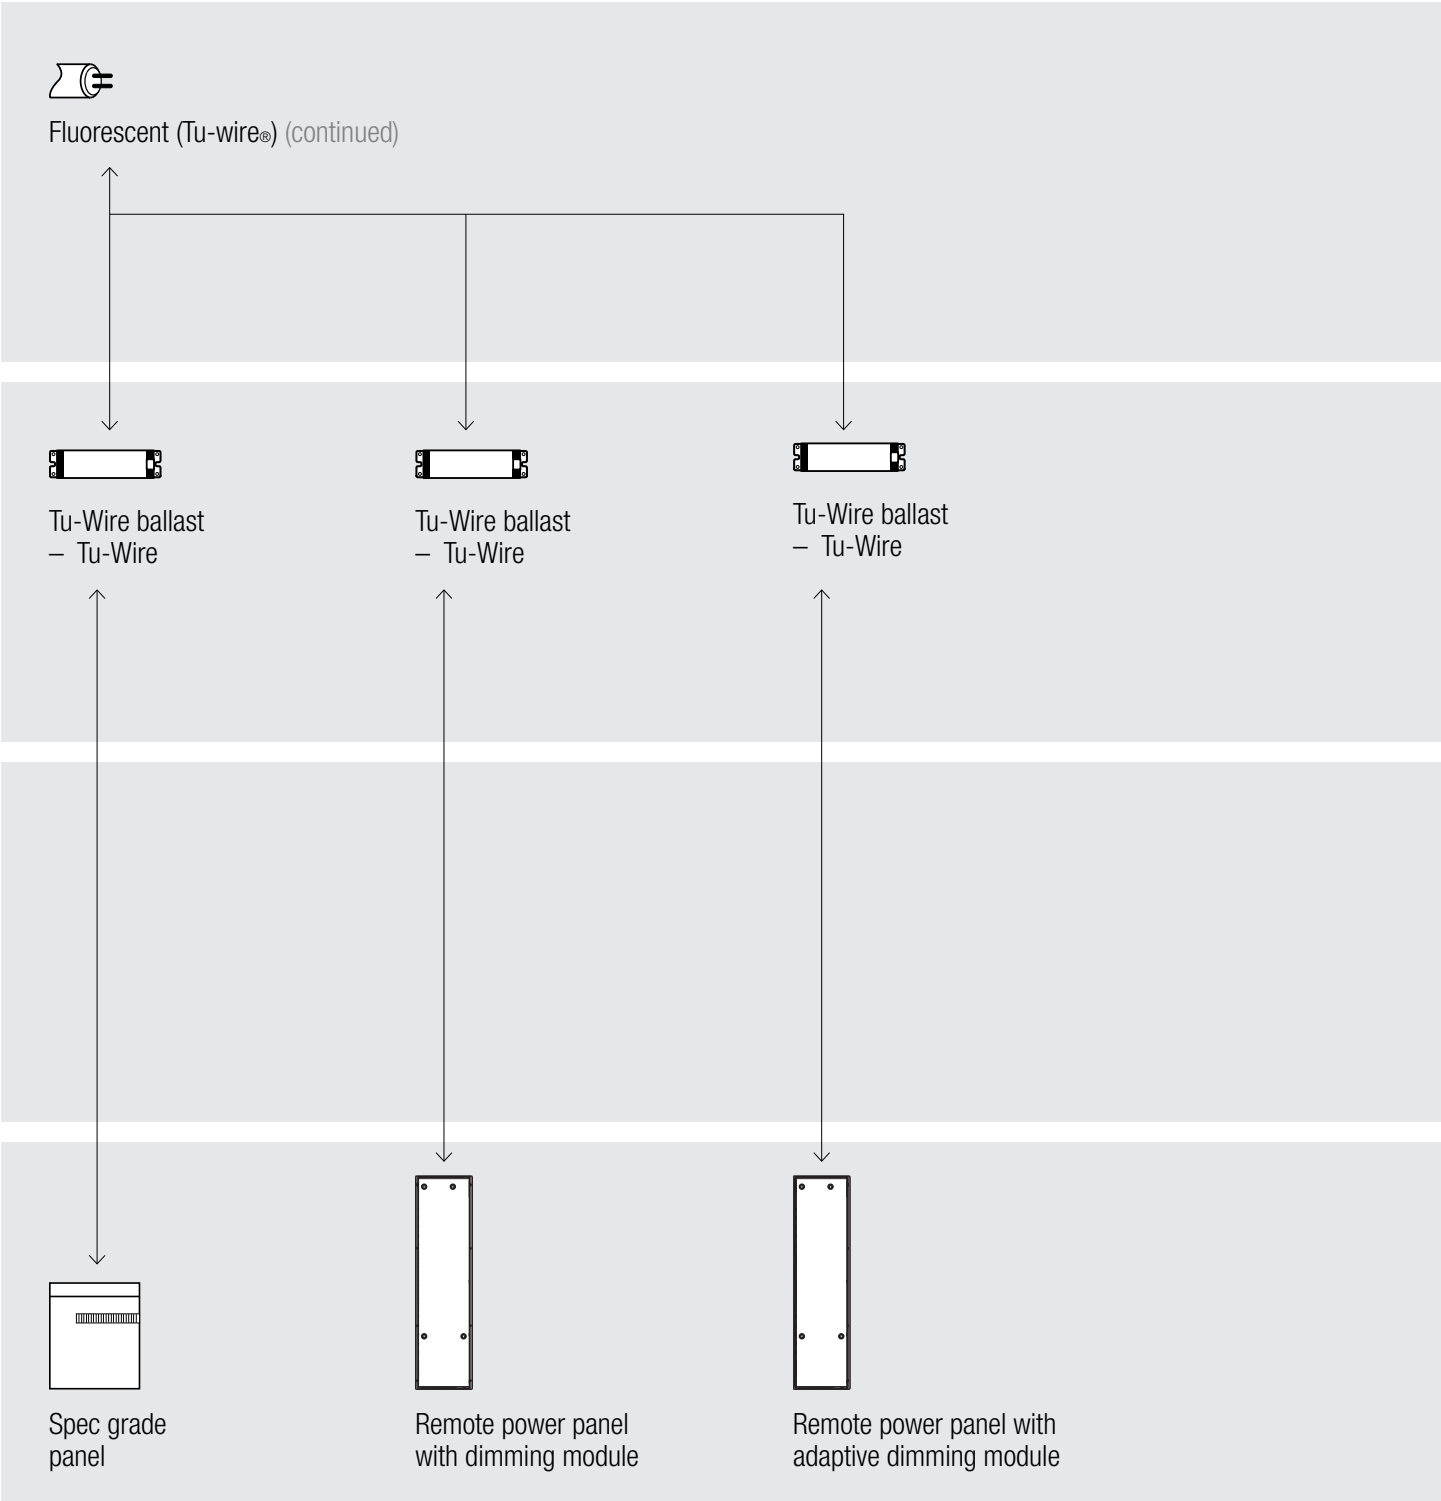 Fluorescent (Tu-wire®) (continued)
Tu-Wire ballast
– Tu-Wire
Tu-Wire ballast
– Tu-Wire
Tu-Wire ballast
– Tu-Wire
Spec grade
panel
Remote power panel
with dimming module
Remote power panel with
adaptive dimming module